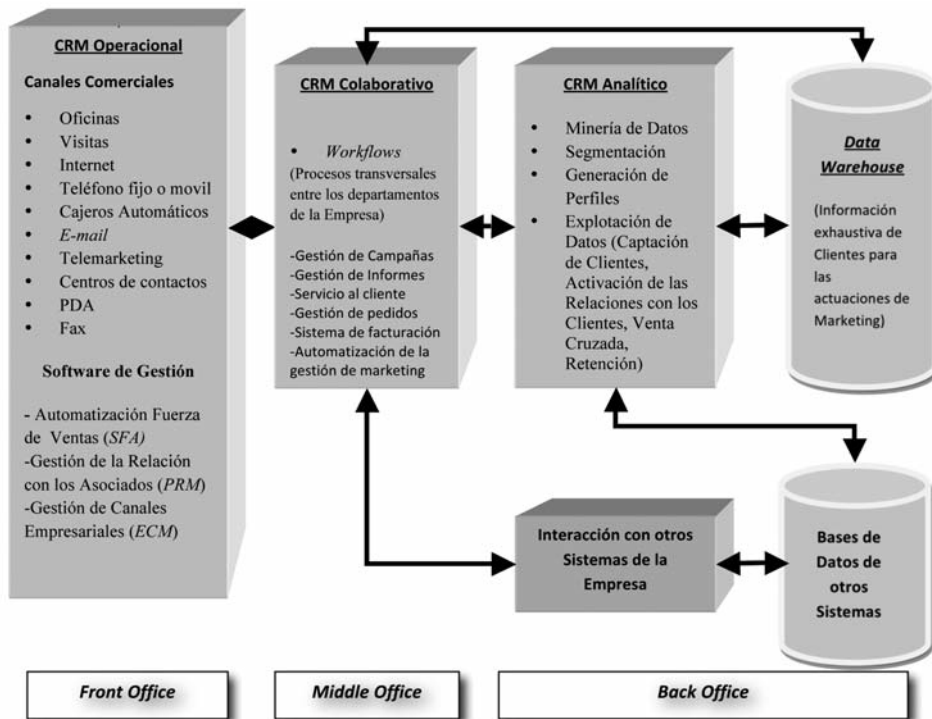 CRM Operacional
Canales Comerciales
• Oficinas
• Visitas
• Internet
• Teléfono fijo o movil
• Cajeros Automáticos
• E-mail
• Telemarketing
• Centros de contactos
• PDA
• Fax
Software de Gestión
- Automatización Fuerza
de Ventas (SFA)
-Gestión de la Relación
con los Asociados (PRM)
-Gestión de Canales
Empresariales (ECM)
CRM Colaborativo
• Workflows
(Procesos transversales
entre los departamentos
de la Empresa)
-Gestión de Campañas
-Gestión de Informes
-Servicio al cliente
-Gestión de pedidos
-Sistema de facturación
-Automatización de la
gestión de marketing
CRM Analítico
• Minería de Datos
• Segmentación
• Generación de
Perfiles
• Explotación de
Datos (Captación
de Clientes,
Activación de las
Relaciones con los
Clientes, Venta
Cruzada,
Retención)
Data
Warehouse
(Información
exhaustiva de
Clientes para
las
actuaciones de
Marketing)
Interacción con otros
Sistemas de la
Empresa
Bases de
Datos de
otros
Sistemas
Front Office
Middle Office
Back Office